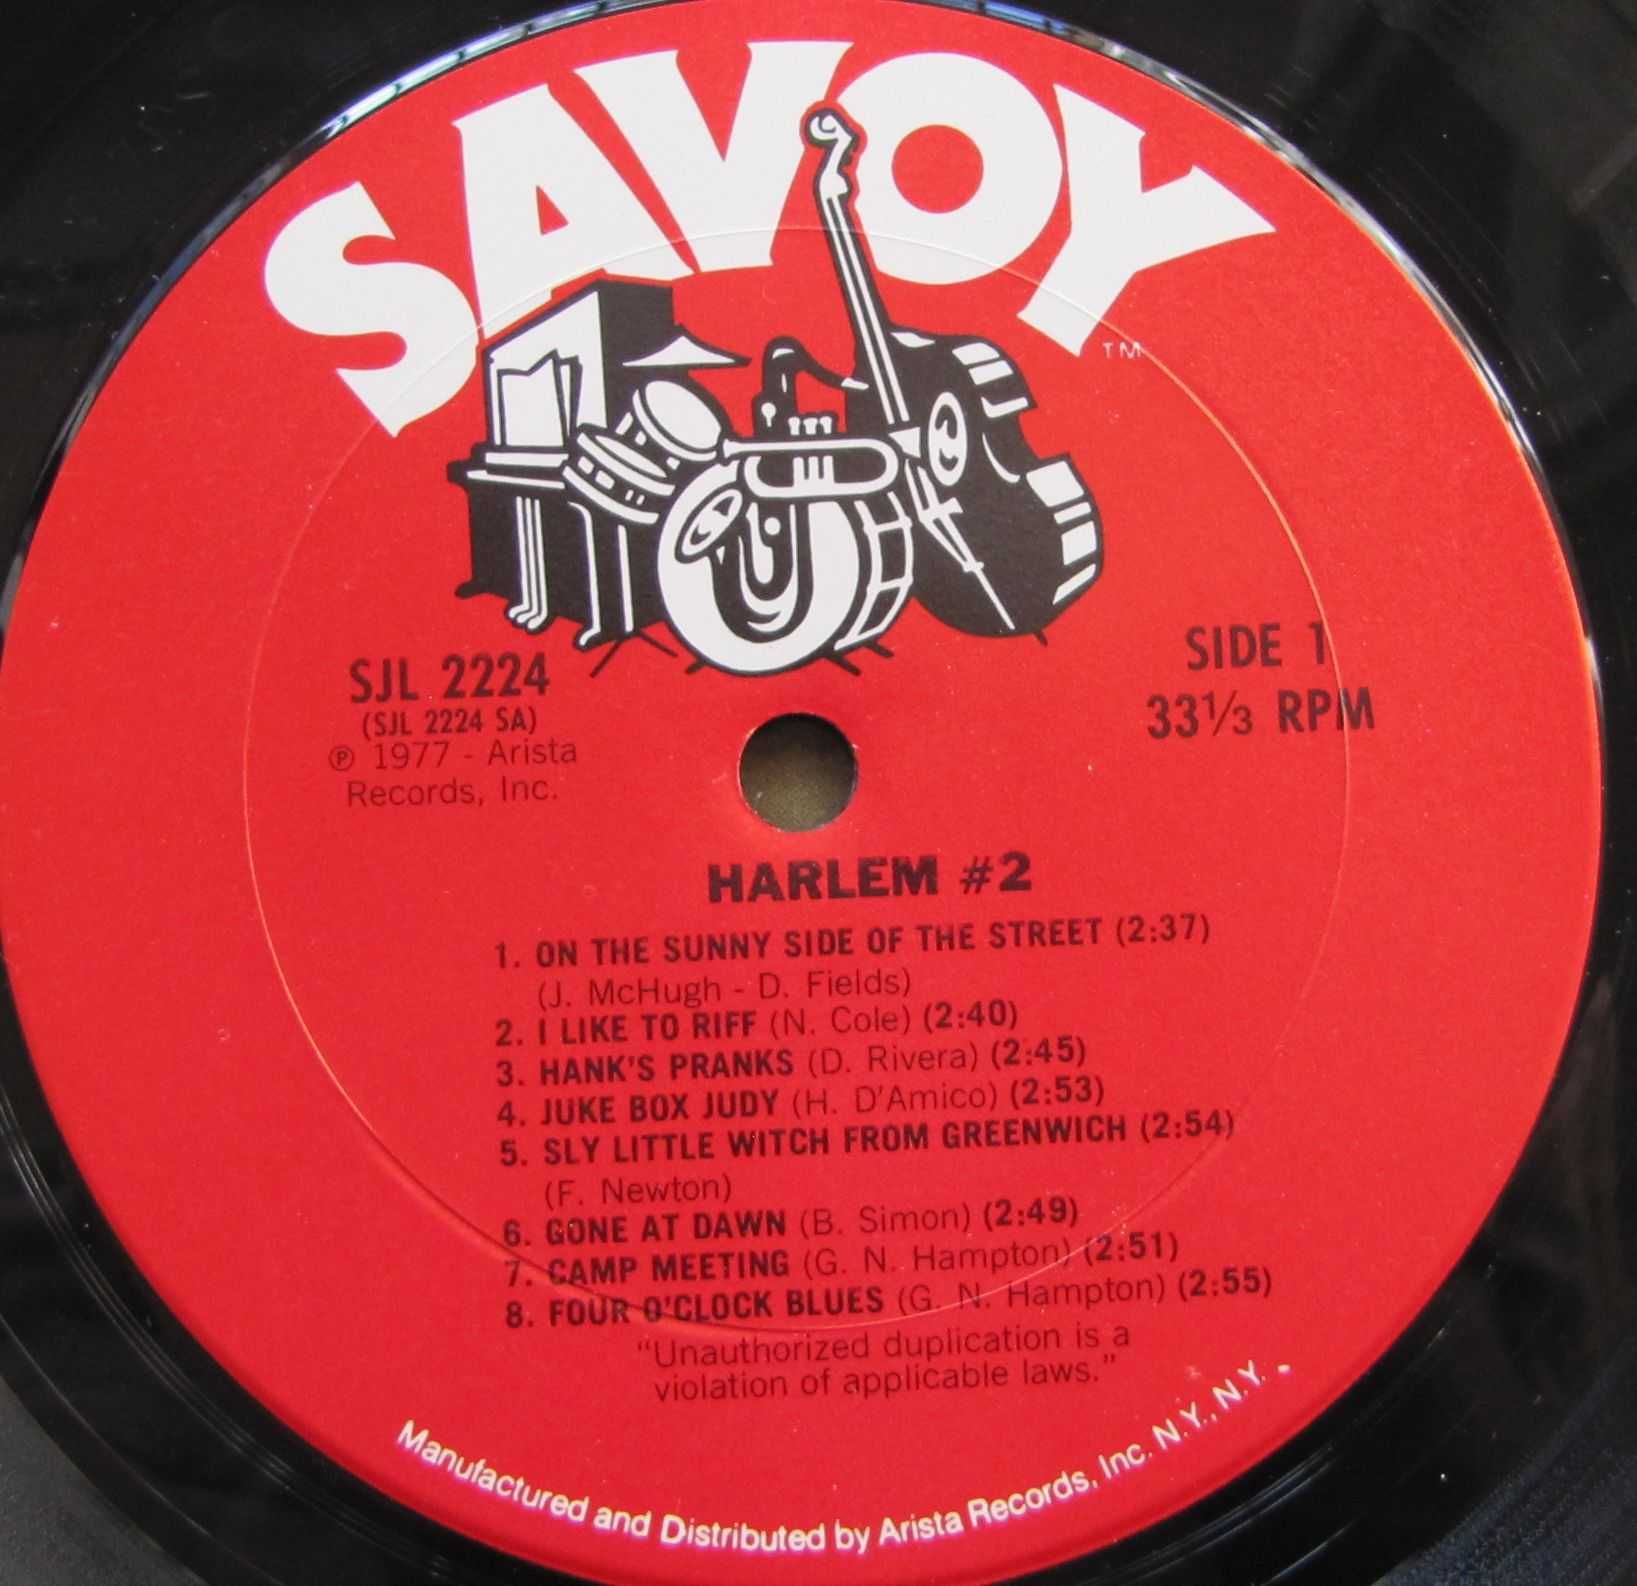 SAVOY
TM
SJL 2224
(SJL 2224 SA)
℗ 1977 - Arista
Records, Inc.
SIDE 1
33⅓ RPM
HARLEM #2
1. ON THE SUNNY SIDE OF THE STREET (2:37)
(J. McHugh - D. Fields)
2. I LIKE TO RIFF (N. Cole) (2:40)
3. HANK'S PRANKS (D. Rivera) (2:45)
4. JUKE BOX JUDY (H. D'Amico) (2:53)
5. SLY LITTLE WITCH FROM GREENWICH (2:54)
(F. Newton)
6. GONE AT DAWN (B. Simon) (2:49)
7. CAMP MEETING (G. N. Hampton) (2:51)
8. FOUR O'CLOCK BLUES (G. N. Hampton) (2:55)
"Unauthorized duplication is a
violation of applicable laws."
Manufactured and Distributed by Arista Records, Inc. N.Y., N.Y.